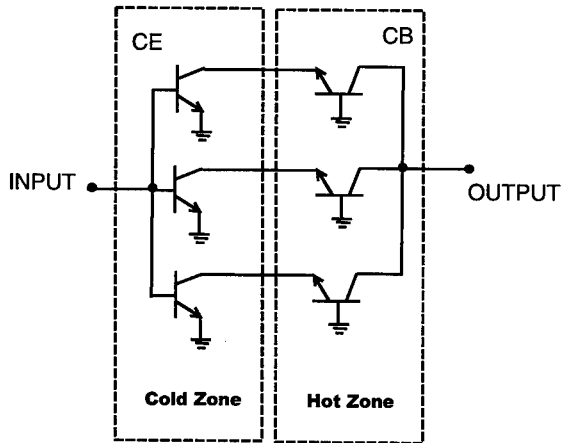 CE
CB
INPUT
OUTPUT
Cold Zone
Hot Zone